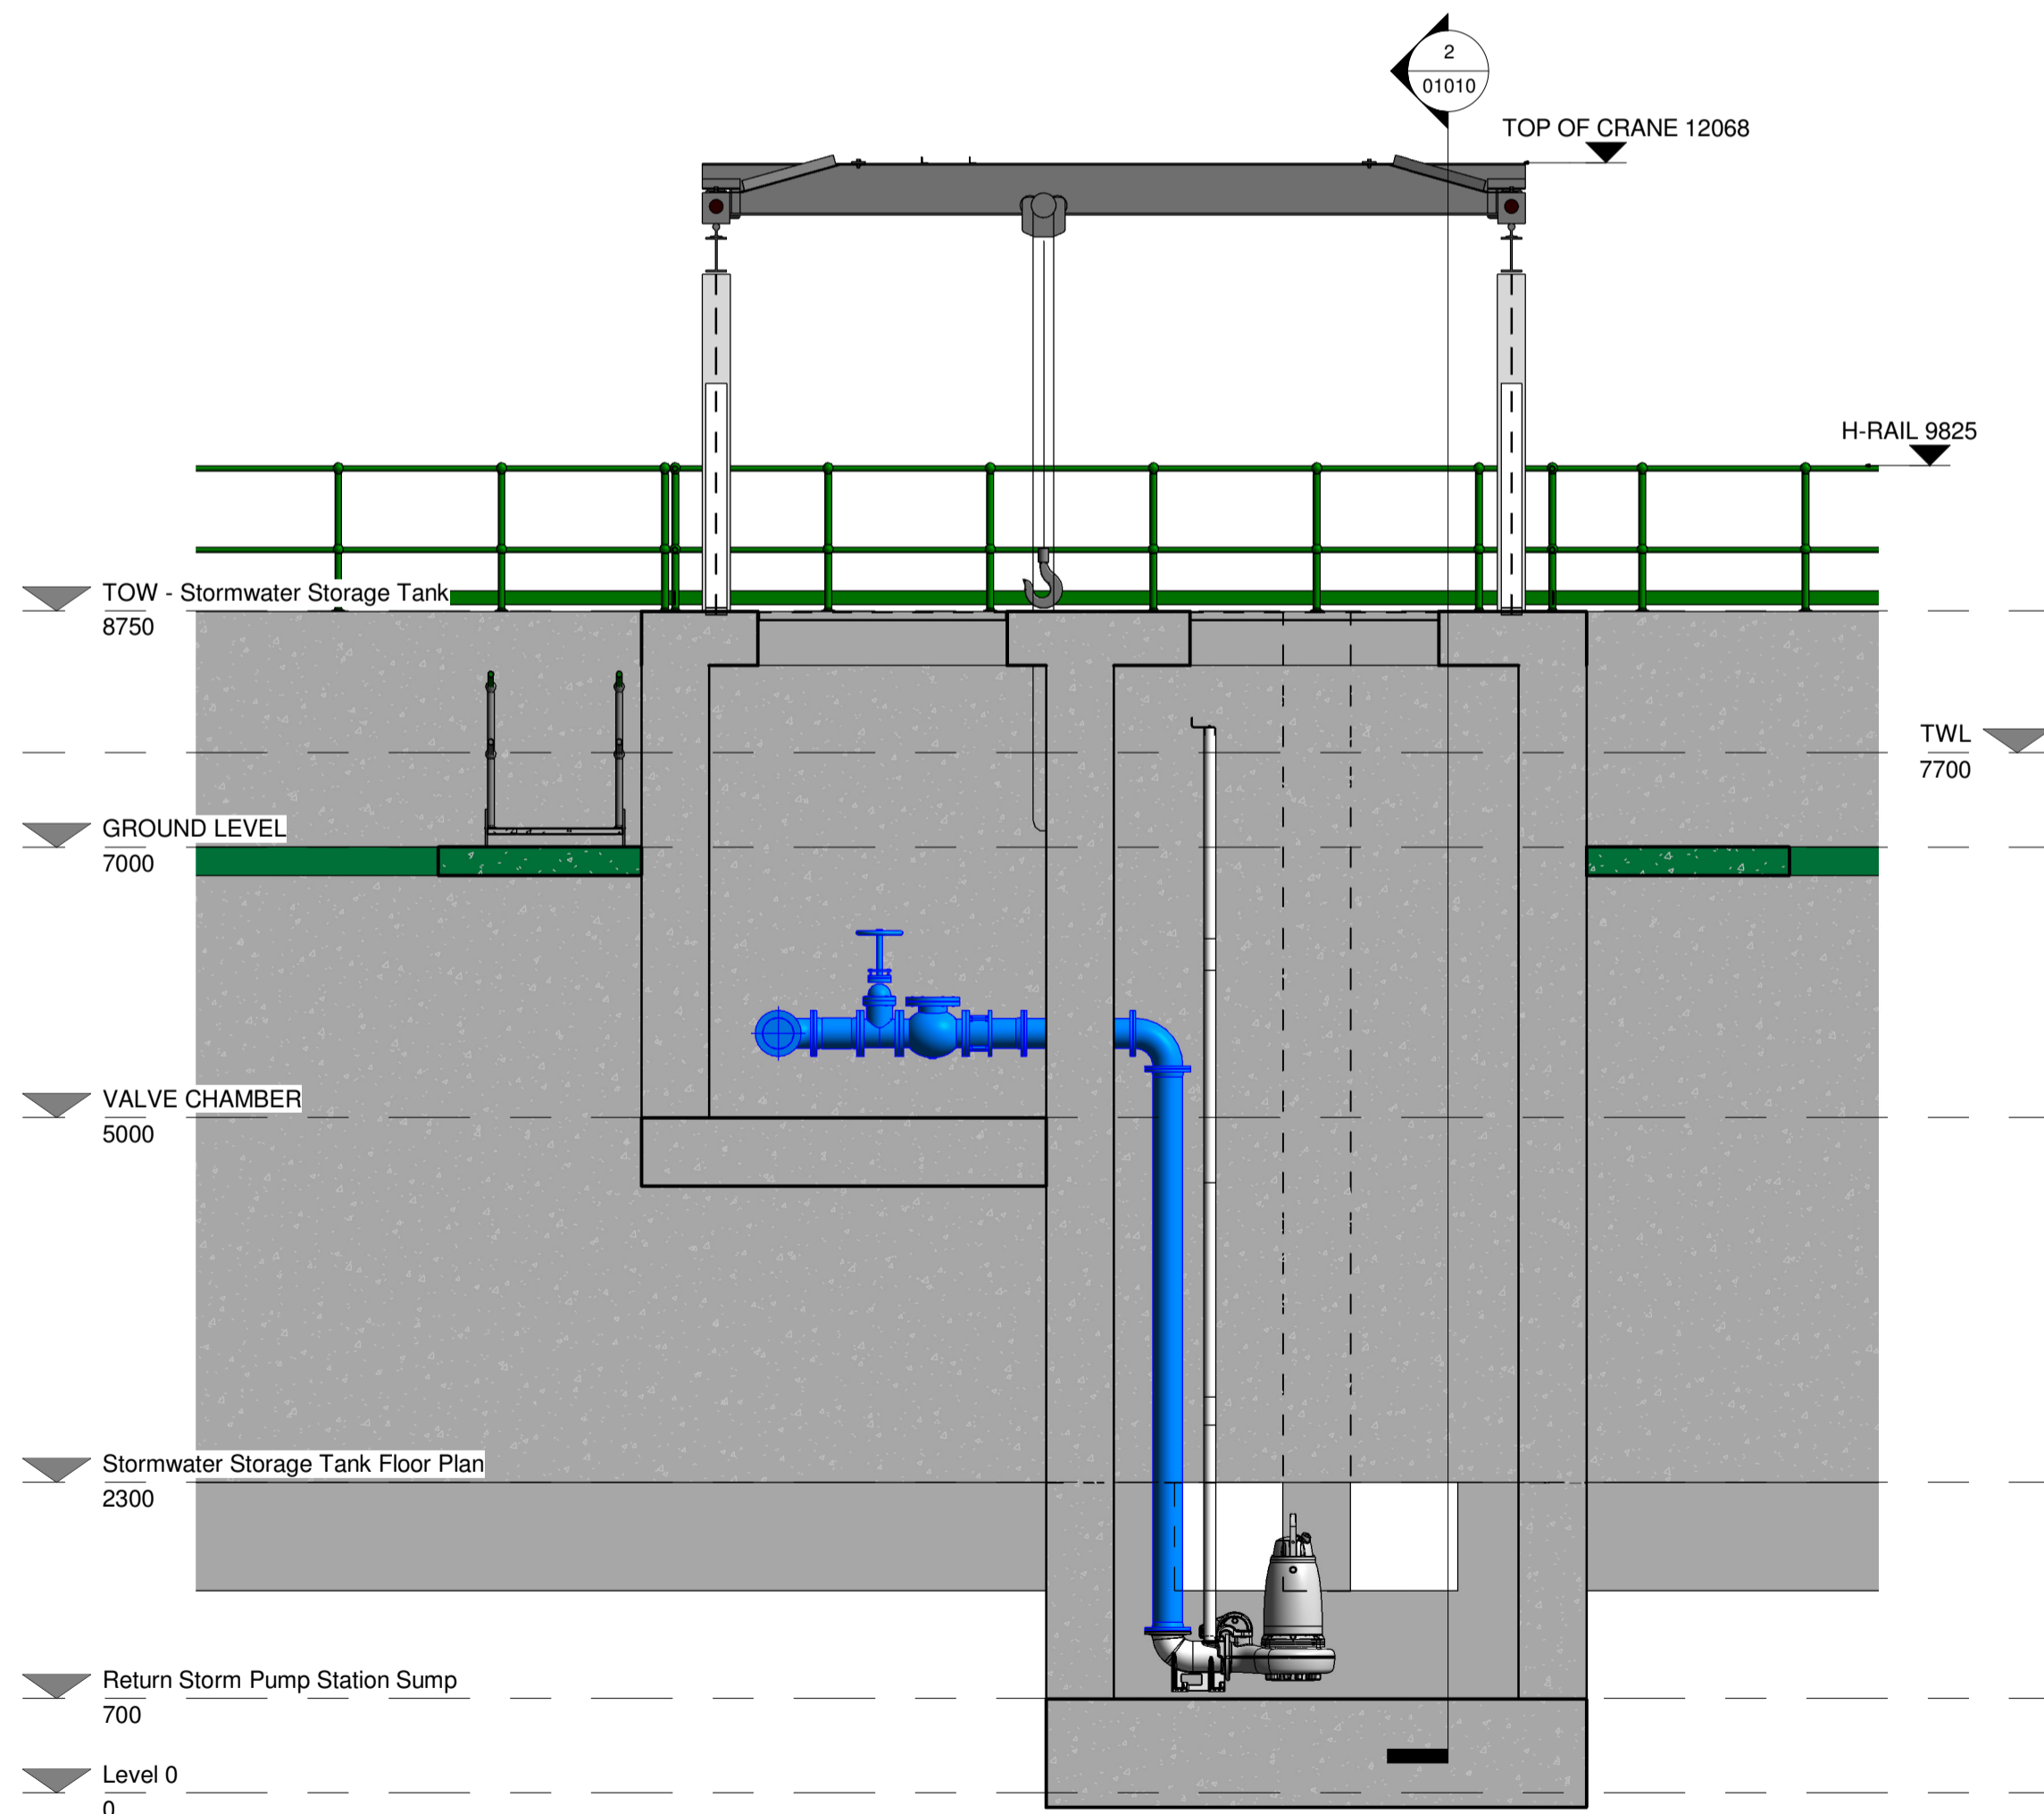 2
01010
TOP OF CRANE 12068
H-RAIL 9825
TOW - Stormwater Storage Tank
8750
TWL
7700
GROUND LEVEL
7000
VALVE CHAMBER
5000
Stormwater Storage Tank Floor Plan
2300
Return Storm Pump Station Sump
700
Level 0
0